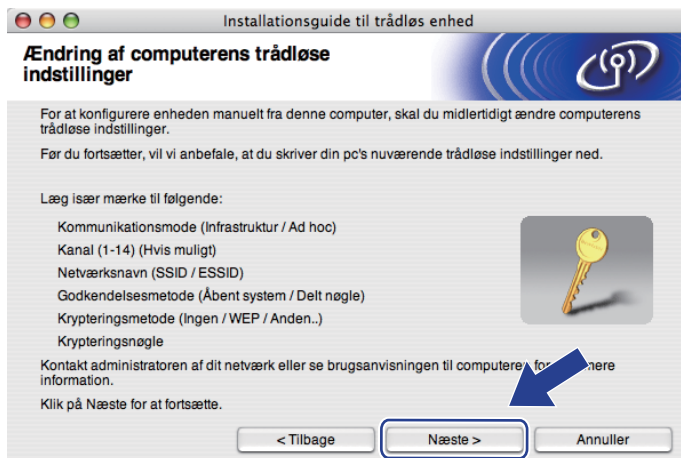 Installationsguide til trådløs enhed
Ændring af computerens trådløse
indstillinger
For at konfigurere enheden manuelt fra denne computer, skal du midlertidigt ændre computerens
trådløse indstillinger.
Før du fortsætter, vil vi anbefale, at du skriver din pc's nuværende trådløse indstillinger ned.
Læg især mærke til følgende:
Kommunikationsmode (Infrastruktur / Ad hoc)
Kanal (1-14) (Hvis muligt)
Netværksnavn (SSID / ESSID)
Godkendelsesmetode (Åbent system / Delt nøgle)
Krypteringsmetode (Ingen / WEP / Anden..)
Krypteringsnøgle
Kontakt administratoren af dit netværk eller se brugsanvisningen til
information.
Klik på Næste for at fortsætte.
< Tilbage
Næste >
Annuller